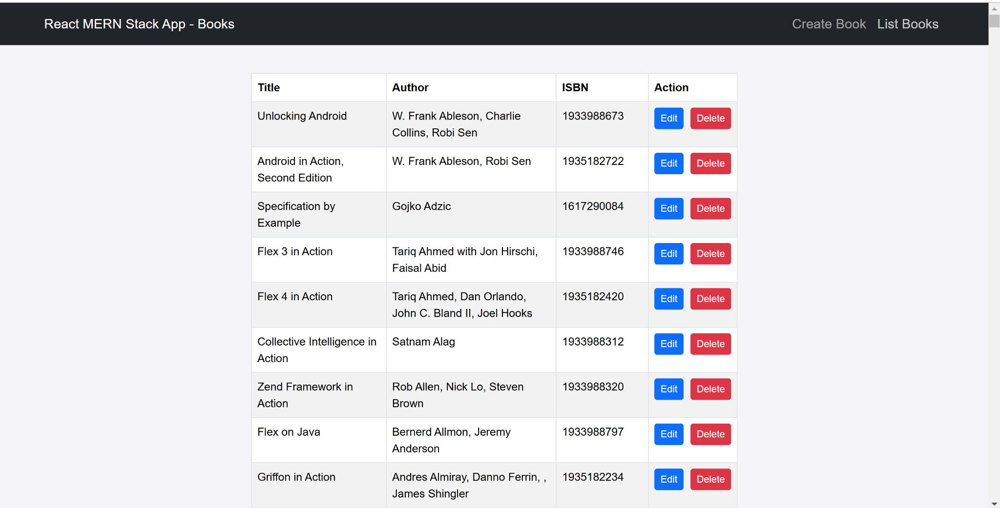 React MERN Stack App - Books
Create Book List Books
Title Author ISBN Action
Unlocking Android W. Frank Ableson, Charlie 1933988673 Edit Delete
Collins, Robi Sen
Android in Action, W. Frank Ableson, Robi Sen 1935182722 Edit Delete
Second Edition
Specification by Gojko Adzic 1617290084 Edit Delete
Example
Flex 3 in Action Tariq Ahmed with Jon Hirschi, 1933988746 Edit Delete
Faisal Abid
Flex 4 in Action Tariq Ahmed, Dan Orlando, 1935182420 Edit Delete
John C. Bland II, Joel Hooks
Collective Intelligence in Satnam Alag 1933988312 Edit Delete
Action
Zend Framework in Rob Allen, Nick Lo, Steven 1933988320 Edit Delete
Action Brown
Flex on Java Bernerd Allmon, Jeremy 1933988797 Edit Delete
Anderson
Griffon in Action Andres Almiray, Danno Ferrin, , 1935182234 Edit Delete
James Shingler